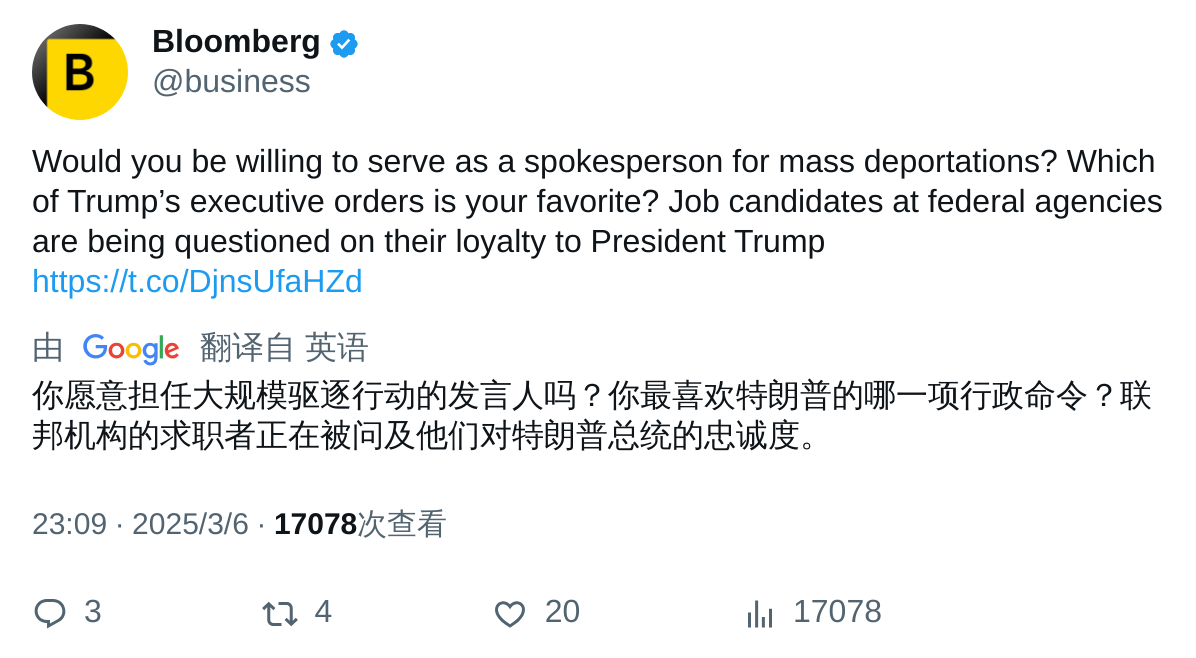 B
Bloomberg
@business
Would you be willing to serve as a spokesperson for mass deportations? Which
of Trump’s executive orders is your favorite? Job candidates at federal agencies
are being questioned on their loyalty to President Trump
https://t.co/DjnsUfaHZd
由 Google 翻译自 英语
你愿意担任大规模驱逐行动的发言人吗？你最喜欢特朗普的哪一项行政命令？联
邦机构的求职者正在被问及他们对特朗普总统的忠诚度。
23:09 · 2025/3/6 · 17078次查看
3 4 20 17078